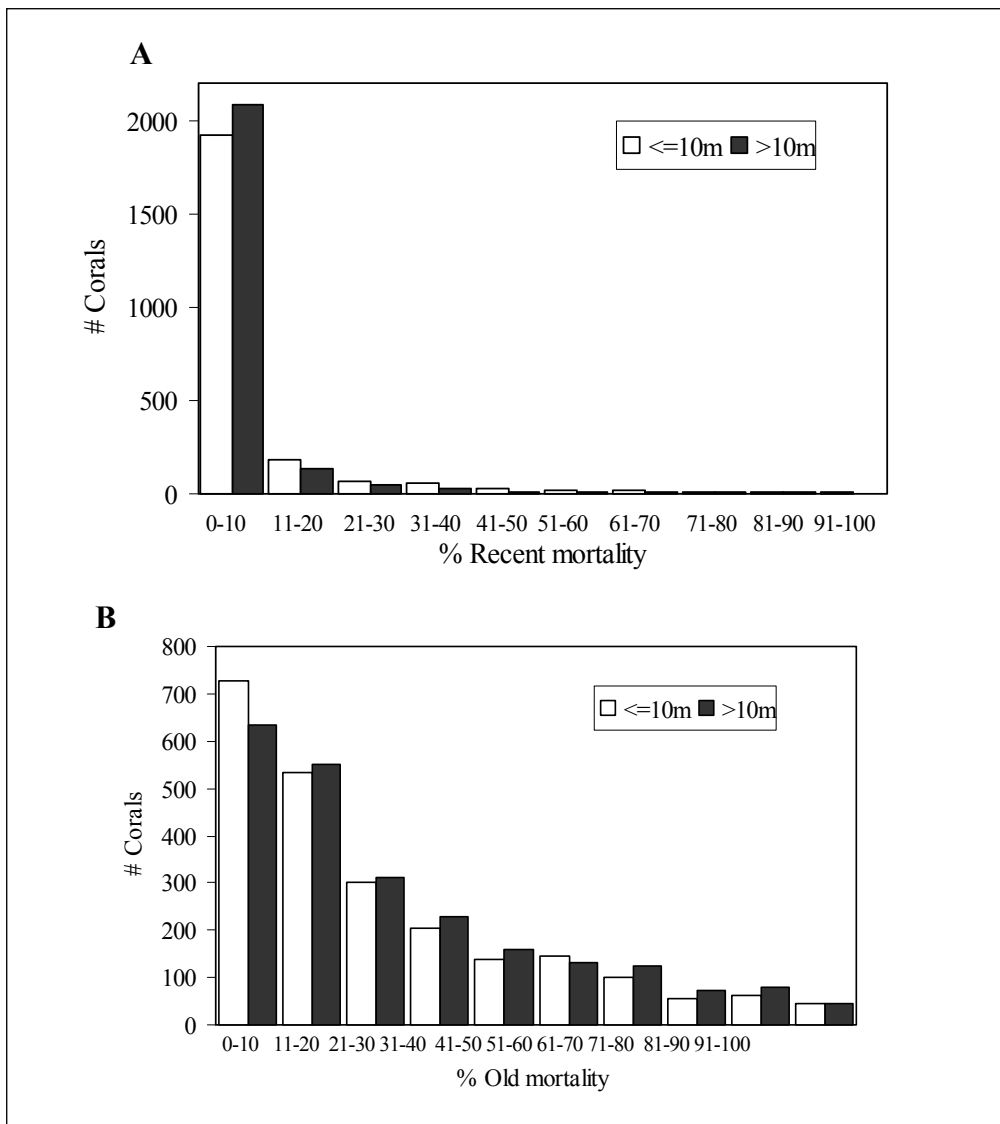 A
2000
1500
1000
500
0
# Corals
<=10m >10m
0-10 11-20 21-30 31-40 41-50 51-60 61-70 71-80 81-90 91-100
% Recent mortality
B
800
700
600
500
400
300
200
100
0
# Corals
<=10m >10m
0-10 11-20 21-30 31-40 41-50 51-60 61-70 71-80 81-90 91-100
% Old mortality